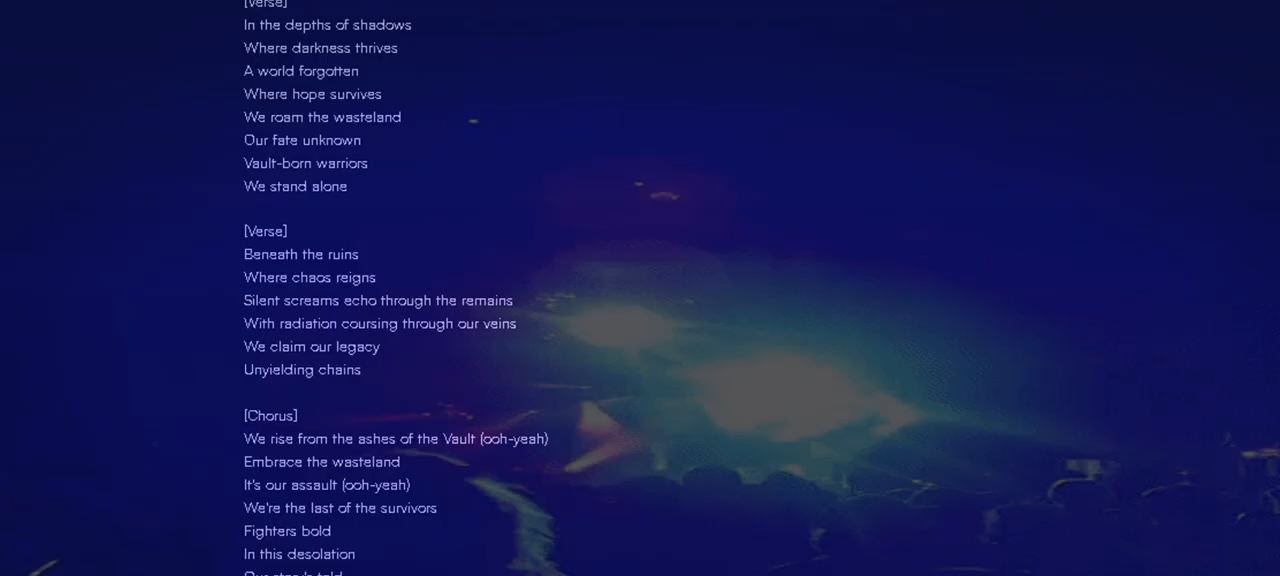 [Verse]
In the depths of shadows
Where darkness thrives
A world forgotten
Where hope survives
We roam the wasteland
Our fate unknown
Vault-born warriors
We stand alone
[Verse]
Beneath the ruins
Where chaos reigns
Silent screams echo through the remains
With radiation coursing through our veins
We claim our legacy
Unyielding chains
[Chorus]
We rise from the ashes of the Vault (ooh-yeah)
Embrace the wasteland
It's our assault (ooh-yeah)
We're the last of the survivors
Fighters bold
In this desolation
Our story's told